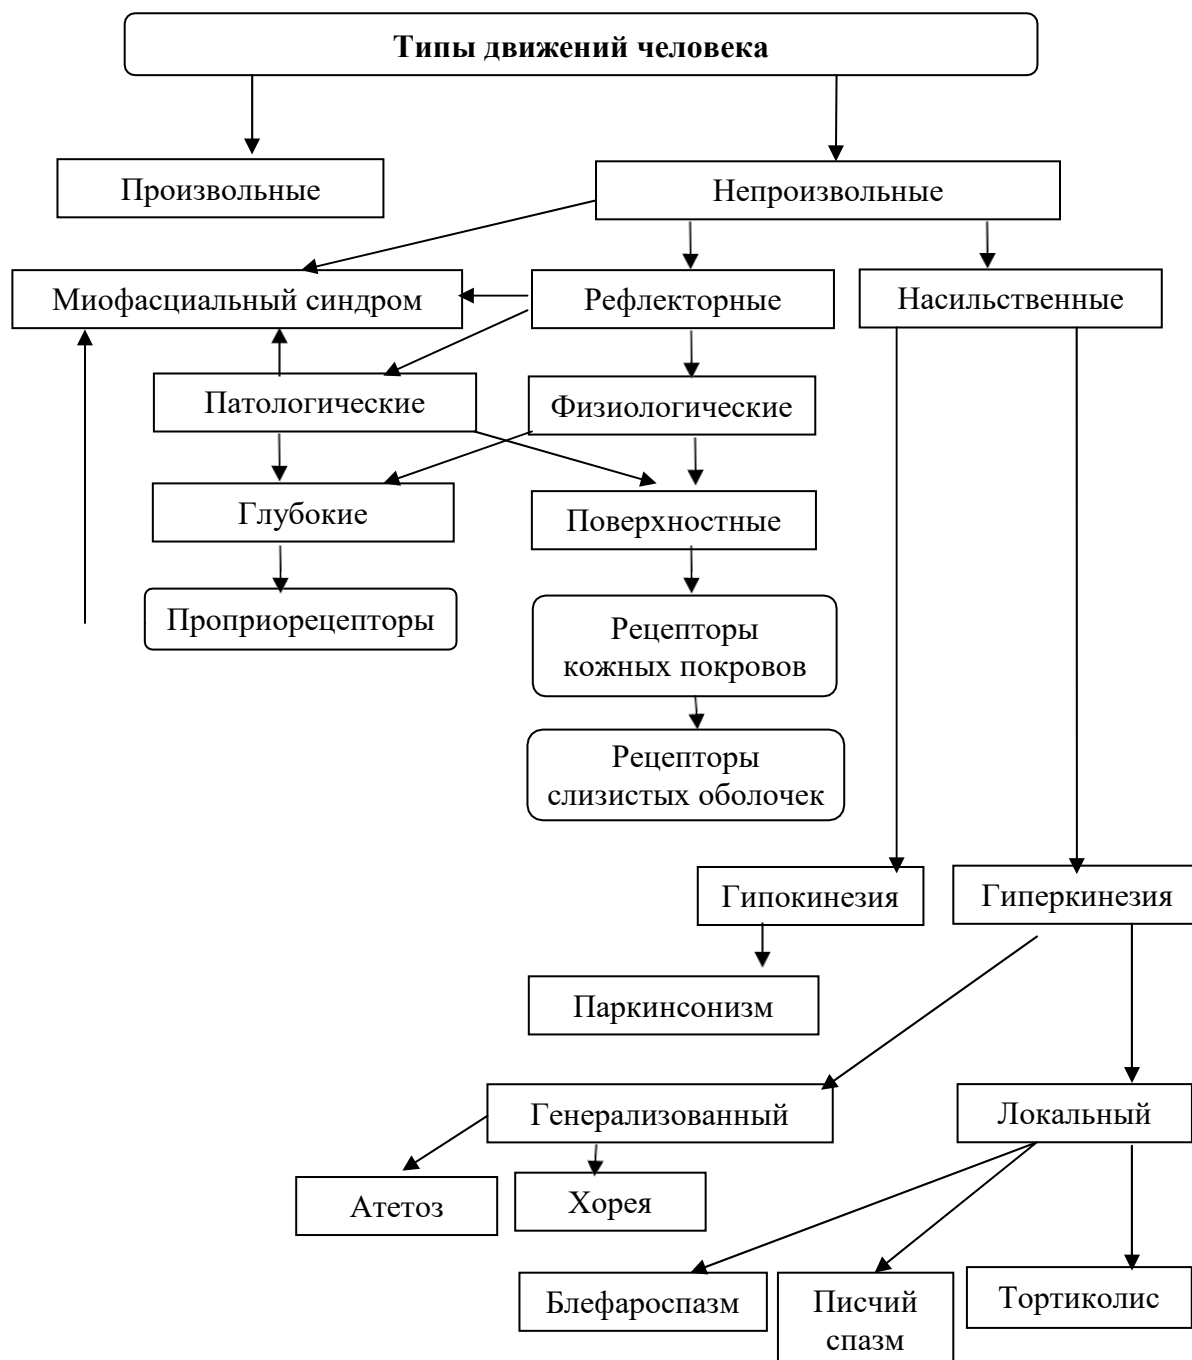 Типы движений человека
Произвольные
Непроизвольные
Миофасциальный синдром
Рефлекторные
Насильственные
Патологические
Физиологические
Глубокие
Поверхностные
Проприорецепторы
Рецепторы
кожных покровов
Рецепторы
слизистых оболочек
Гипокинезия
Гиперкинезия
Паркинсонизм
Генерализованный
Локальный
Атетоз
Хорея
Блефароспазм
Писчий
спазм
Тортиколис